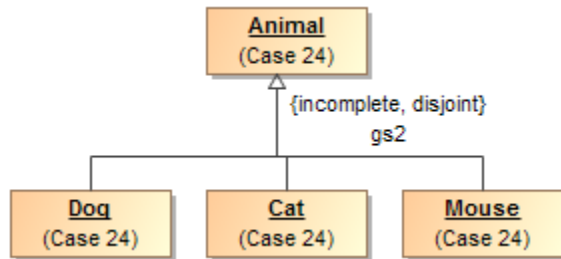 Animal
(Case 24)
{incomplete, disjoint}
gs2
Dog
(Case 24)
Cat
(Case 24)
Mouse
(Case 24)